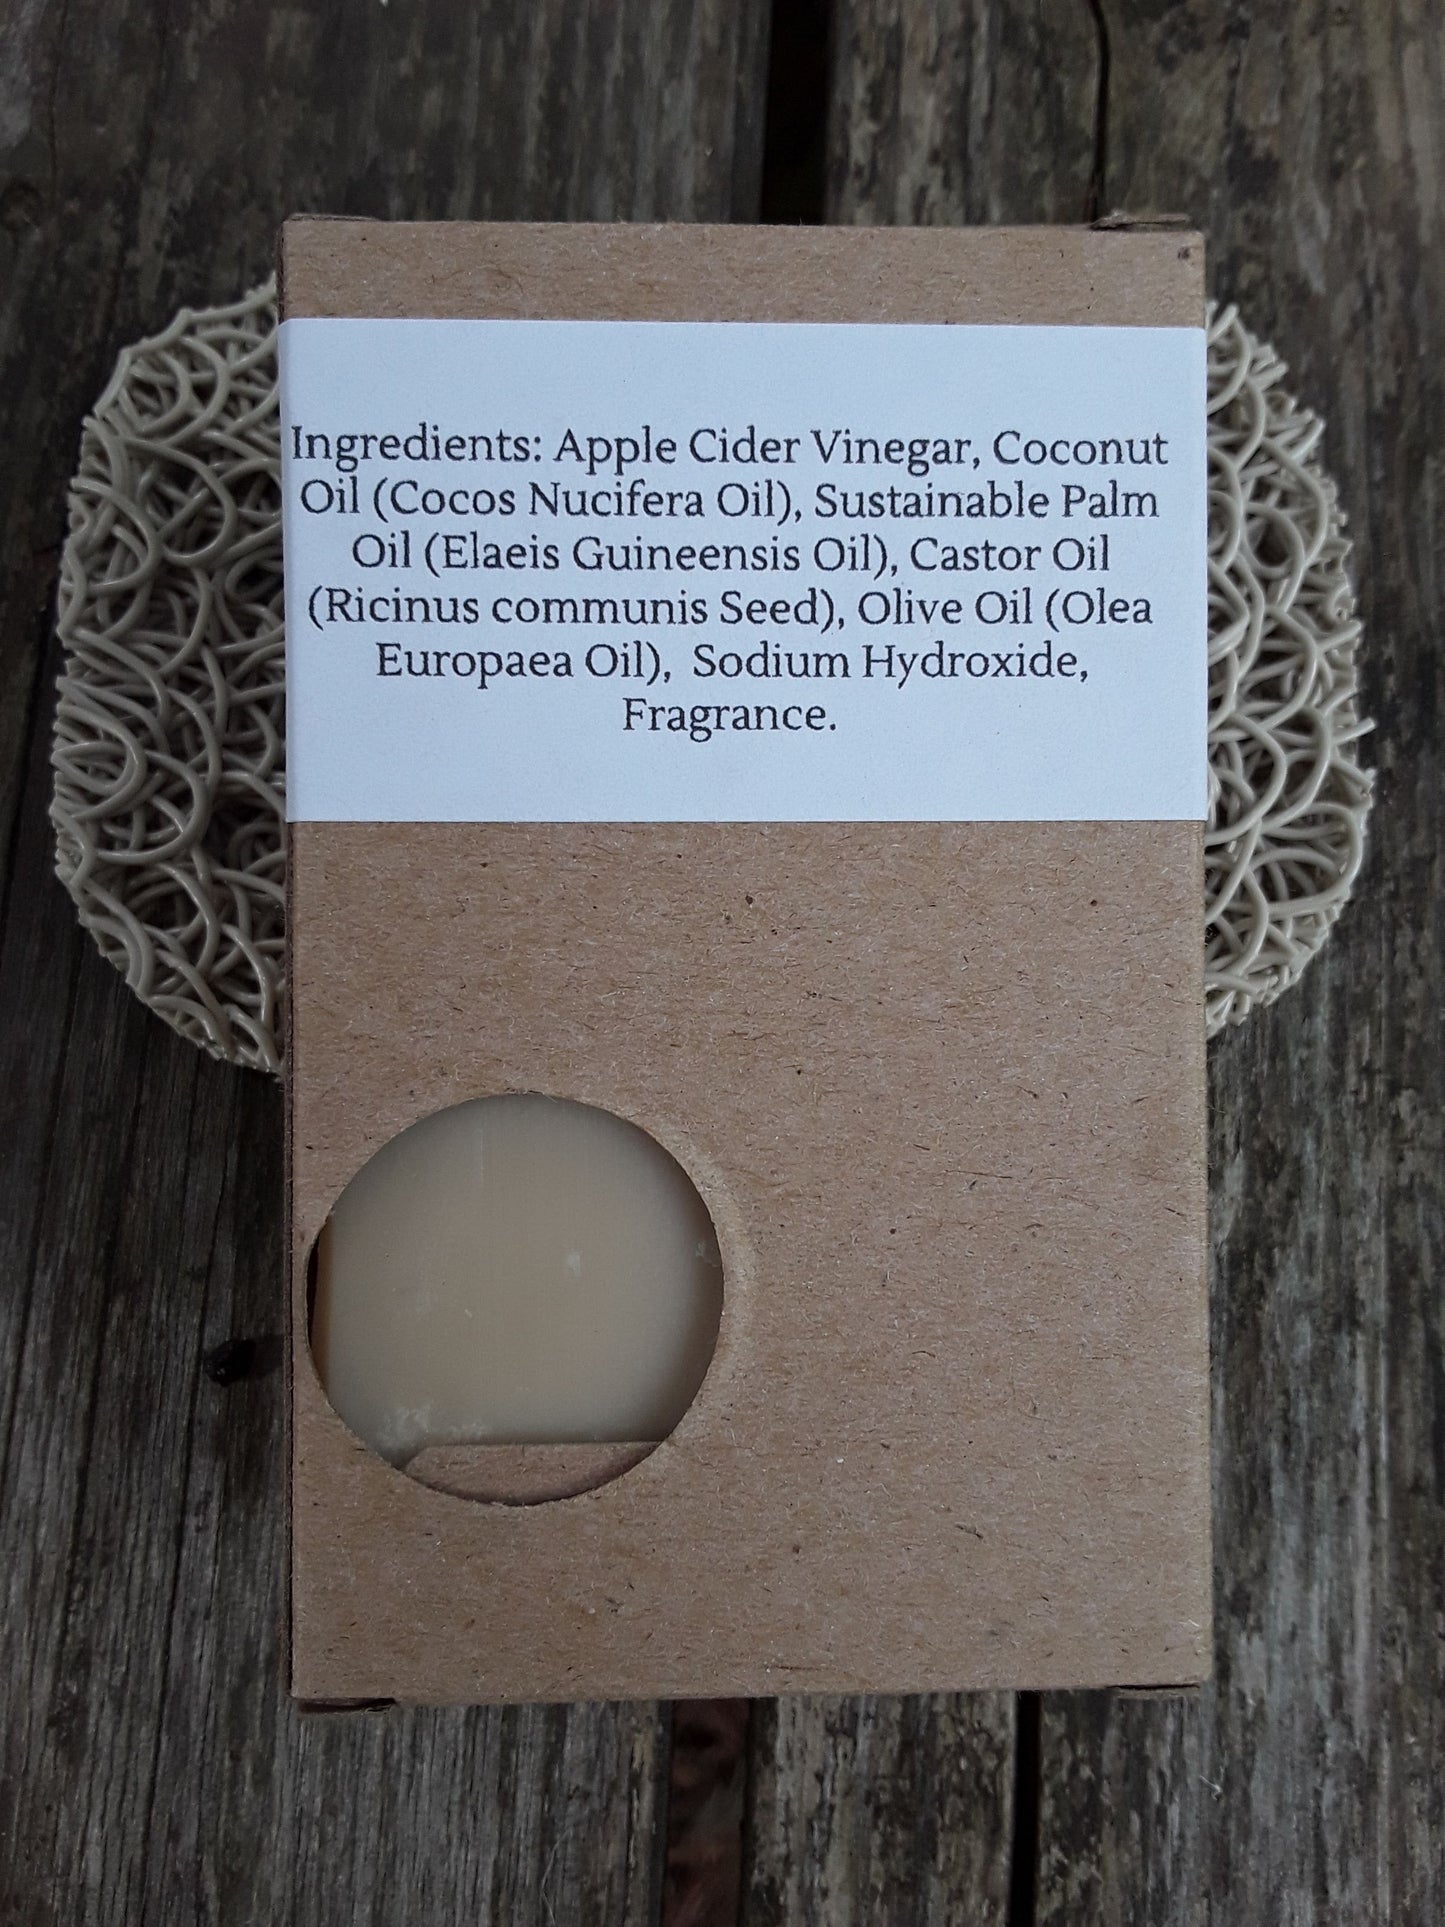 Ingredients: Apple Cider Vinegar, Coconut
Oil (Cocos Nucifera Oil), Sustainable Palm
Oil (Elaeis Guineensis Oil), Castor Oil
(Ricinus communis Seed), Olive Oil (Olea
Europaea Oil),  Sodium Hydroxide,
Fragrance.